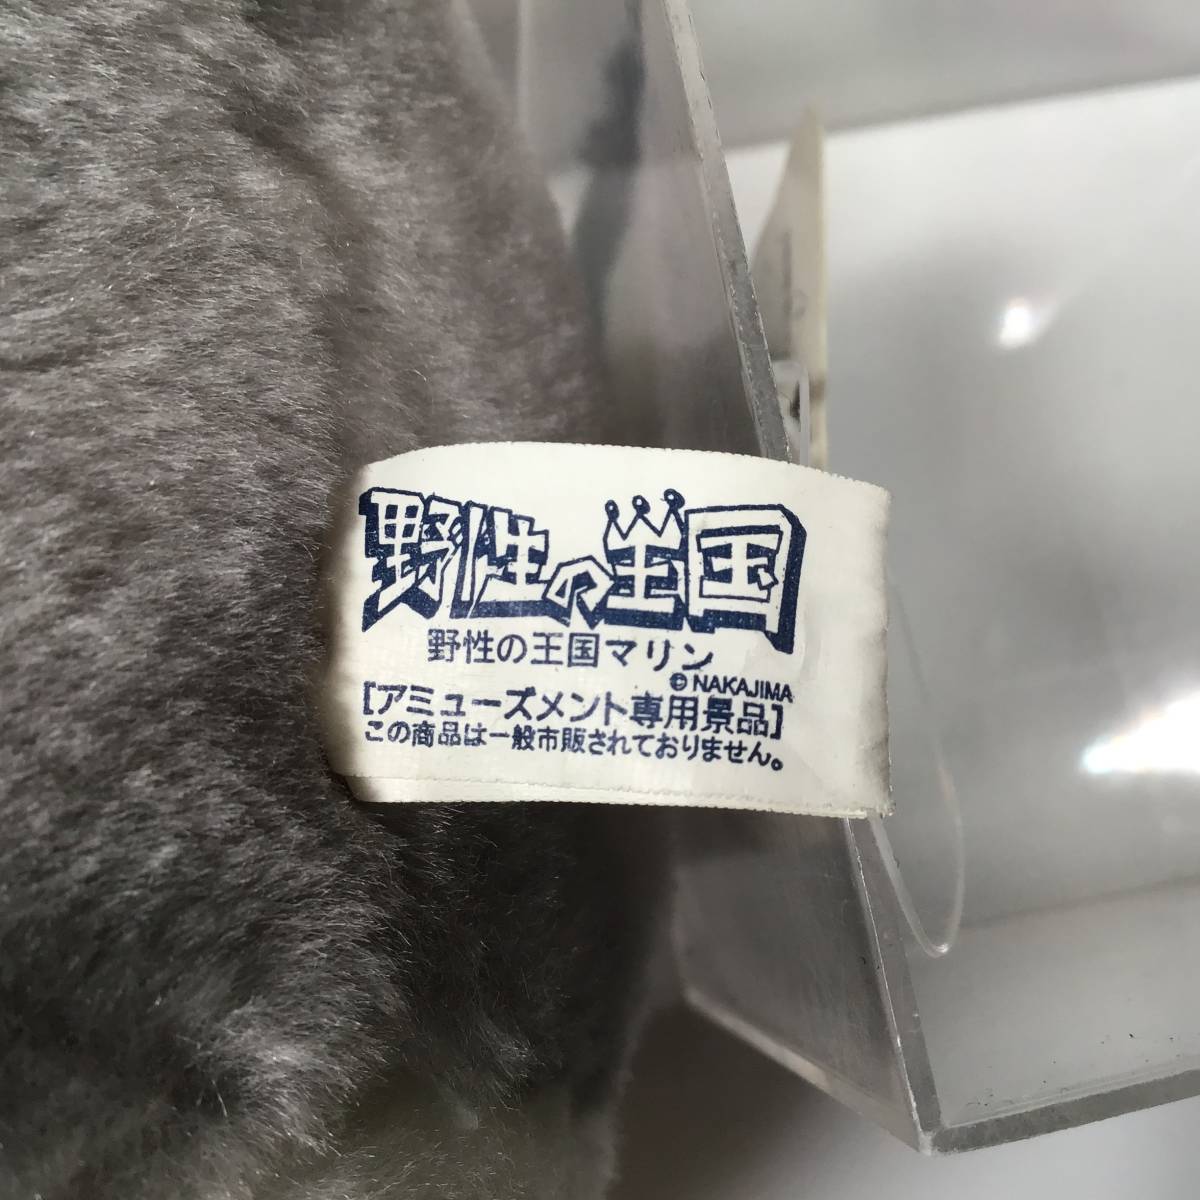 野性の王国
野性の王国マリン
© NAKAJIMA
[アミューズメント専用景品]
この商品は一般市販されておりません。